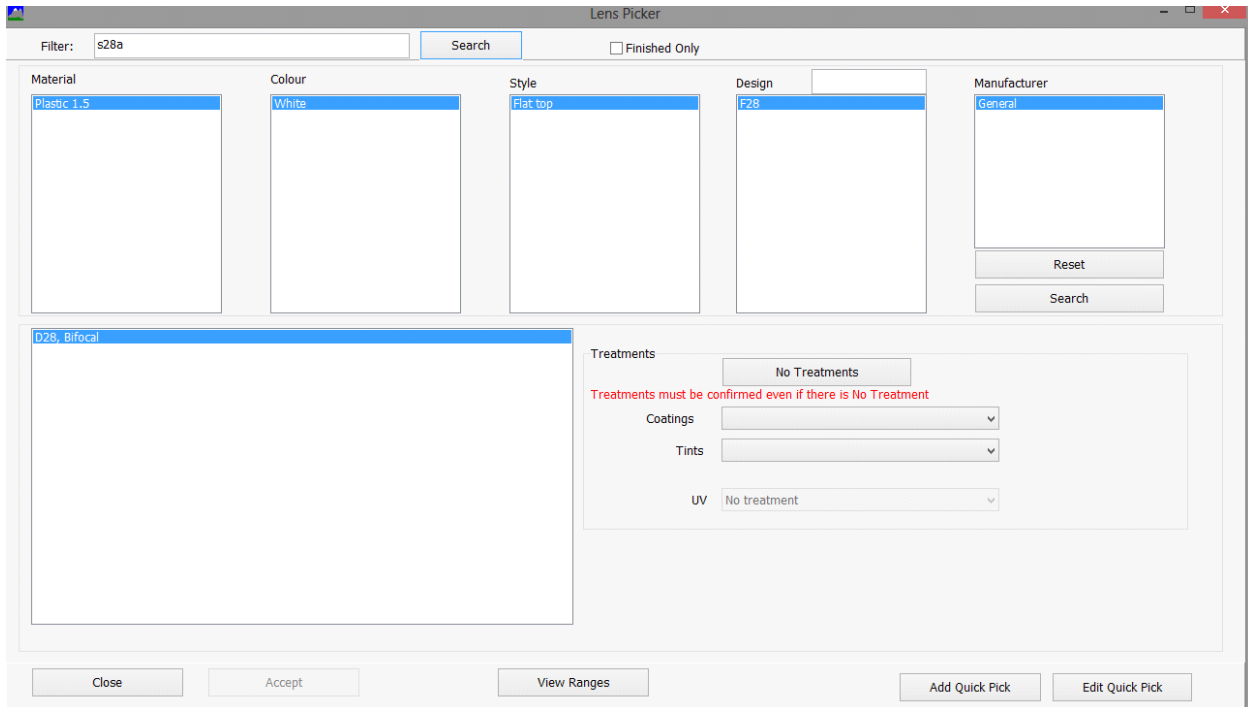 Lens Picker
Filter: s28a Search Finished Only
Material Colour Style Design Manufacturer
Plastic 1.5 White Flat top F28 General
Reset
Search
D28, Bifocal
Treatments
No Treatments
Treatments must be confirmed even if there is No Treatment
Coatings
Tints
UV No treatment
Close Accept View Ranges Add Quick Pick Edit Quick Pick